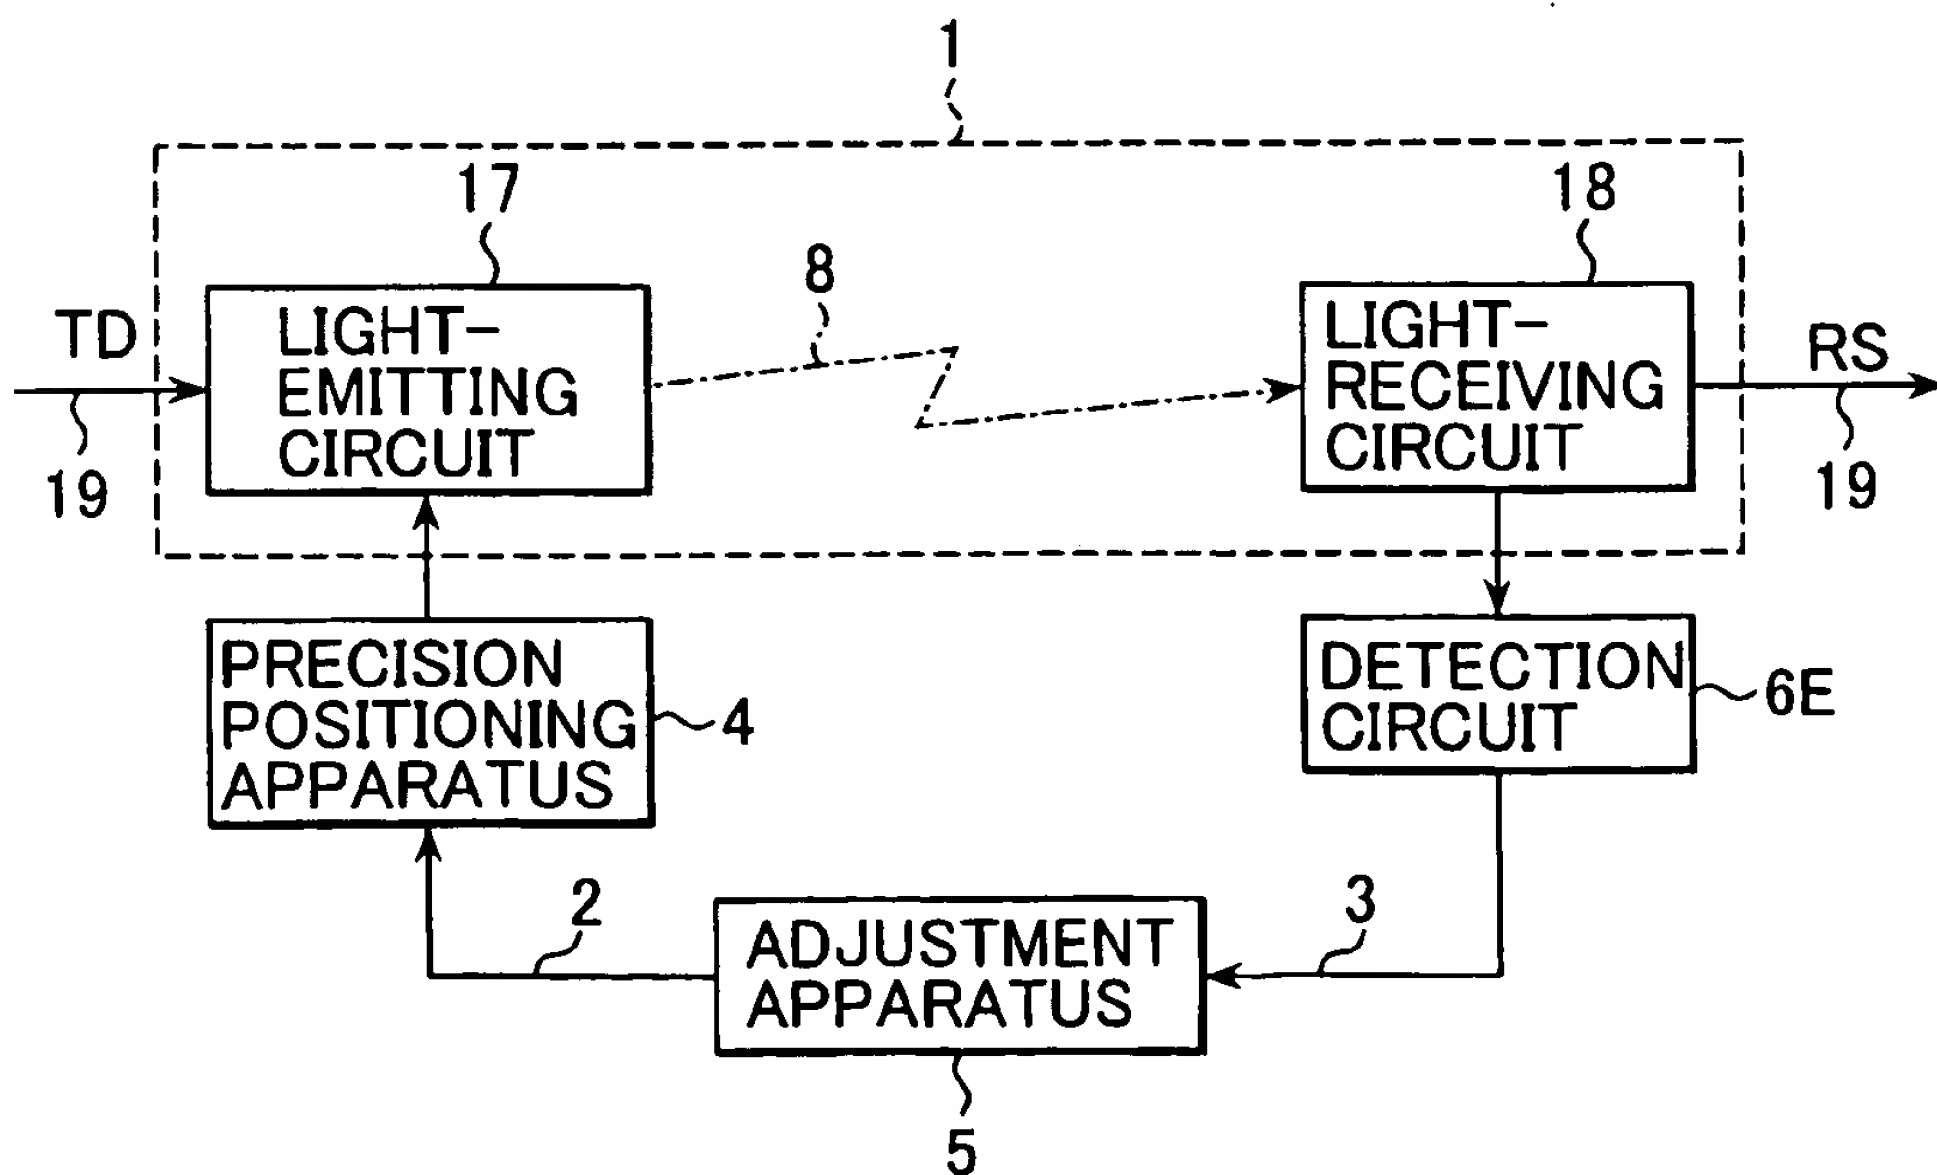 1
17
18
8
TD
LIGHT-
EMITTING
CIRCUIT
LIGHT-
RECEIVING
CIRCUIT
RS
19
19
PRECISION
POSITIONING
APPARATUS
4
DETECTION
CIRCUIT
6E
2
3
ADJUSTMENT
APPARATUS
5